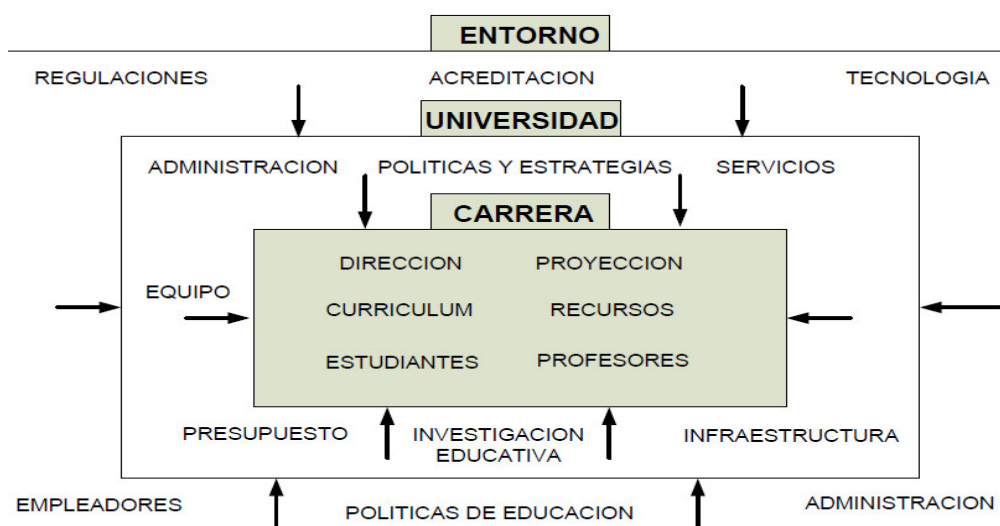 ENTORNO
REGULACIONES ACREDITACION TECNOLOGIA
UNIVERSIDAD
ADMINISTRACION POLITICAS Y ESTRATEGIAS SERVICIOS
CARRERA
DIRECCION PROYECCION
EQUIPO
CURRICULUM RECURSOS
ESTUDIANTES PROFESORES
PRESUPUESTO INVESTIGACION INFRAESTRUCTURA
EDUCATIVA
EMPLEADORES POLITICAS DE EDUCACION ADMINISTRACION